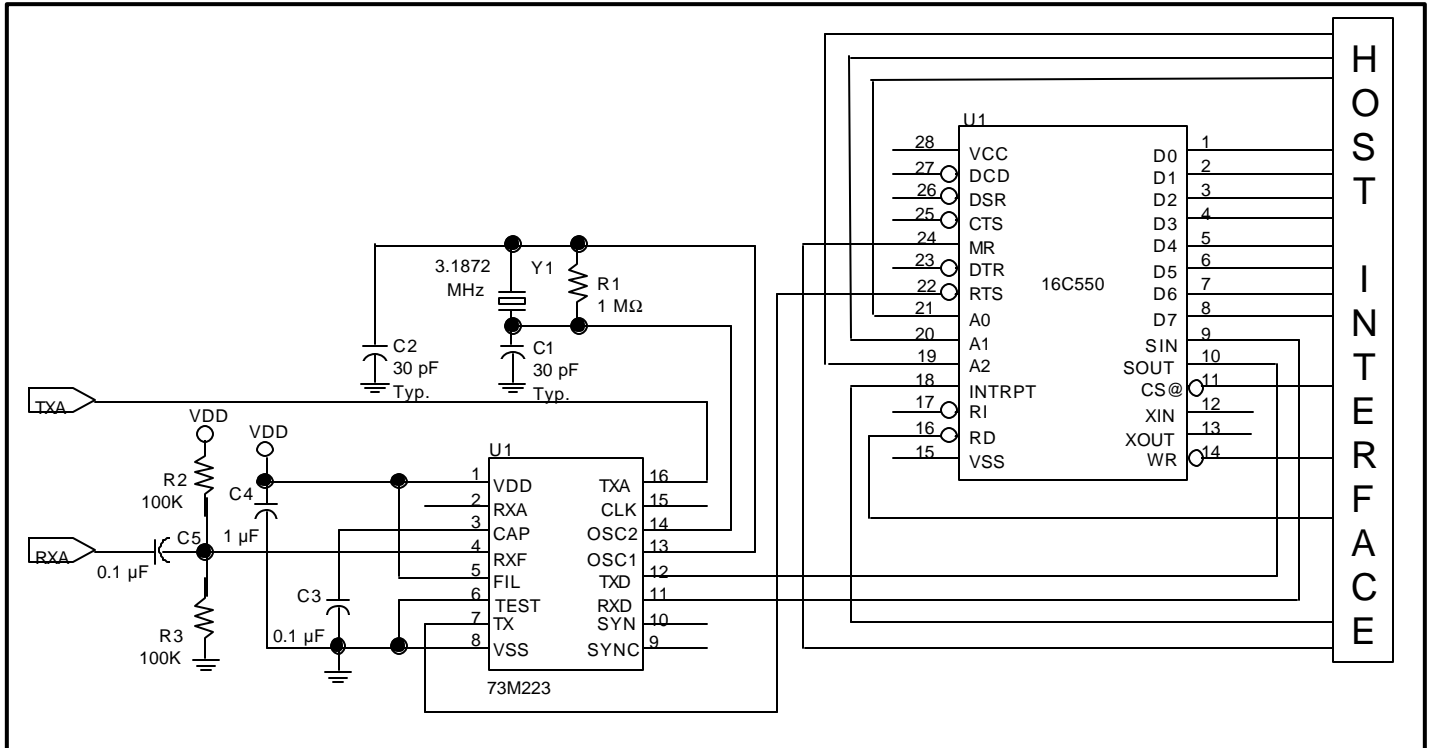 HOST INTERFACE
U1
28 VCC
27 DCD
26 DSR
25 CTS
24 MR
23 DTR
22 RTS
21 A0
20 A1
19 A2
18 INTRPT
17 RI
16 RD
15 VSS
16C550
D0 1
D1 2
D2 3
D3 4
D4 5
D5 6
D6 7
D7 8
SIN 9
SOUT 10
CS@ 11
XIN 12
XOUT 13
WR 14
3.1872
MHz
Y1
R1
1 MΩ
C2
30 pF
Typ.
C1
30 pF
Typ.
TXA
VDD
VDD
R2
100K
C4
1 µF
RXA
C5
0.1 µF
R3
100K
C3
0.1 µF
U1
1 VDD
2 RXA
3 CAP
4 RXF
5 FIL
6 TEST
7 TX
8 VSS
TXA 16
CLK 15
OSC2 14
OSC1 13
TXD 12
RXD 11
SYN 10
SYNC 9
73M223